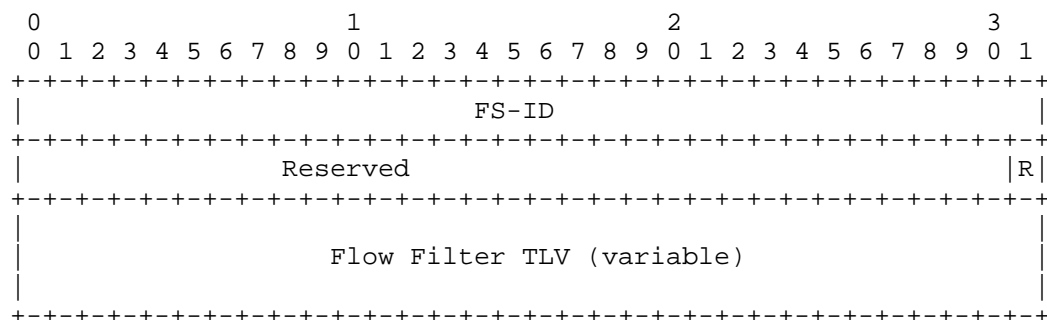 0                   1                   2                   3
 0 1 2 3 4 5 6 7 8 9 0 1 2 3 4 5 6 7 8 9 0 1 2 3 4 5 6 7 8 9 0 1
+-+-+-+-+-+-+-+-+-+-+-+-+-+-+-+-+-+-+-+-+-+-+-+-+-+-+-+-+-+-+-+-+
|                            FS-ID                              |
+-+-+-+-+-+-+-+-+-+-+-+-+-+-+-+-+-+-+-+-+-+-+-+-+-+-+-+-+-+-+-+-+
|                Reserved                                     |R|
+-+-+-+-+-+-+-+-+-+-+-+-+-+-+-+-+-+-+-+-+-+-+-+-+-+-+-+-+-+-+-+-+
|                                                               |
|                   Flow Filter TLV (variable)                  |
|                                                               |
+-+-+-+-+-+-+-+-+-+-+-+-+-+-+-+-+-+-+-+-+-+-+-+-+-+-+-+-+-+-+-+-+